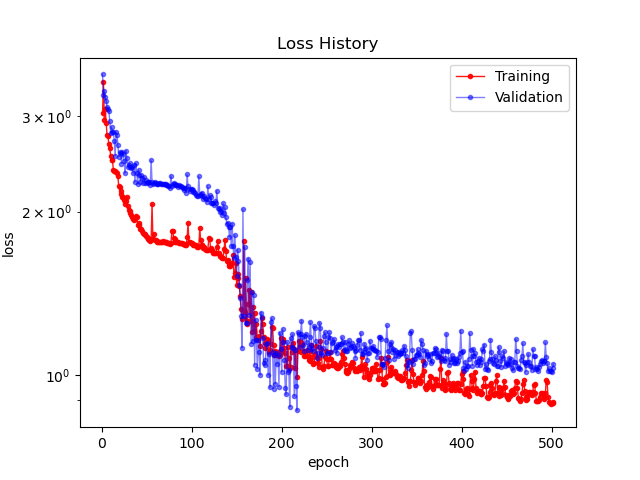 Loss History
Training
Validation
3 × 10⁰
2 × 10⁰
10⁰
loss
0 100 200 300 400 500
epoch